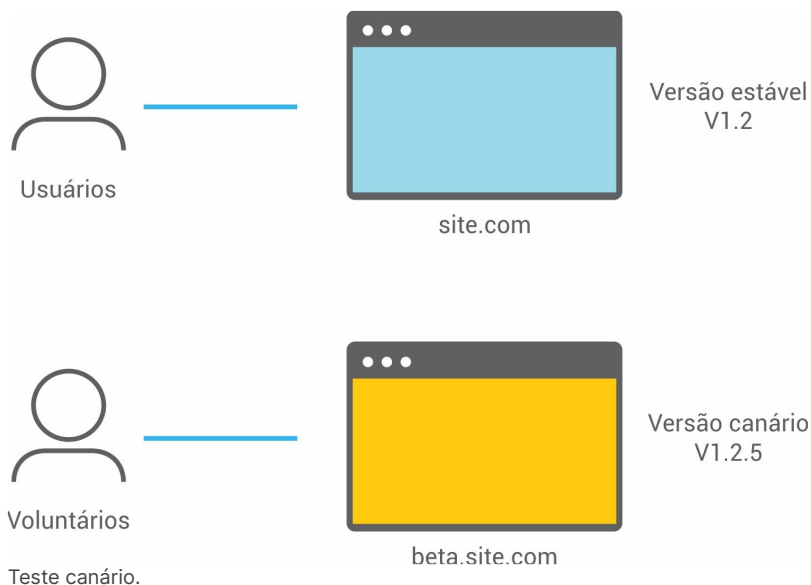 Versão estável
V1.2
Usuários
site.com
Versão canário
V1.2.5
Voluntários
beta.site.com
Teste canário.